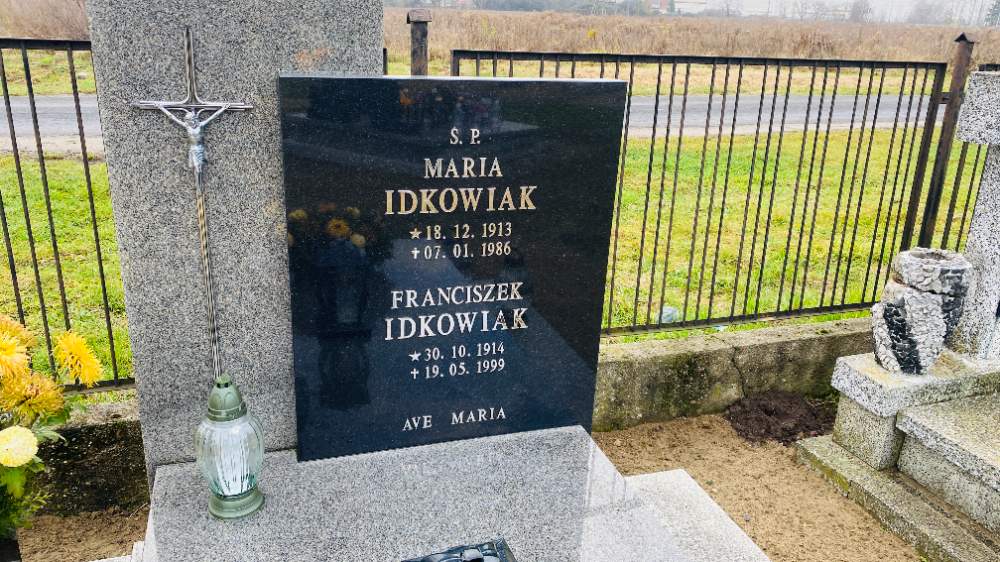 Ś. P.
MARIA
IDKOWIAK
★ 18. 12. 1913
✝ 07. 01. 1986
FRANCISZEK
IDKOWIAK
★ 30. 10. 1914
✝ 19. 05. 1999
AVE MARIA